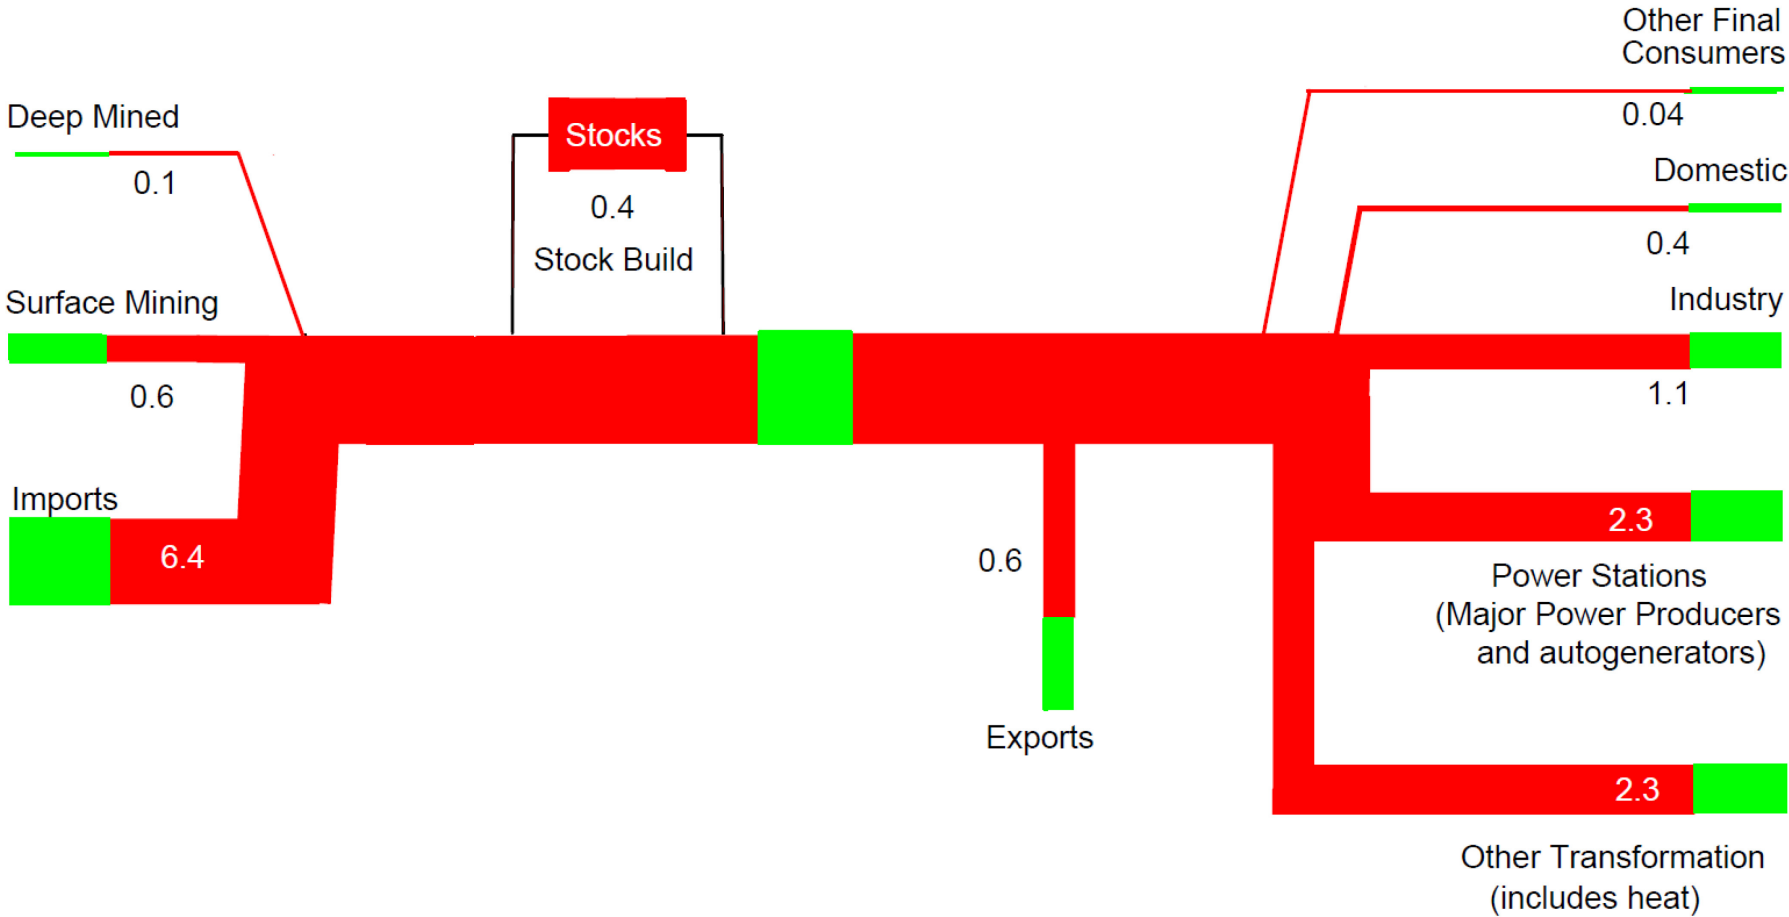 Other Final
Consumers
0.04
Deep Mined
0.1
Stocks
0.4
Stock Build
Domestic
0.4
Surface Mining
0.6
Industry
1.1
Imports
6.4
0.6
Exports
2.3
Power Stations
(Major Power Producers
and autogenerators)
2.3
Other Transformation
(includes heat)